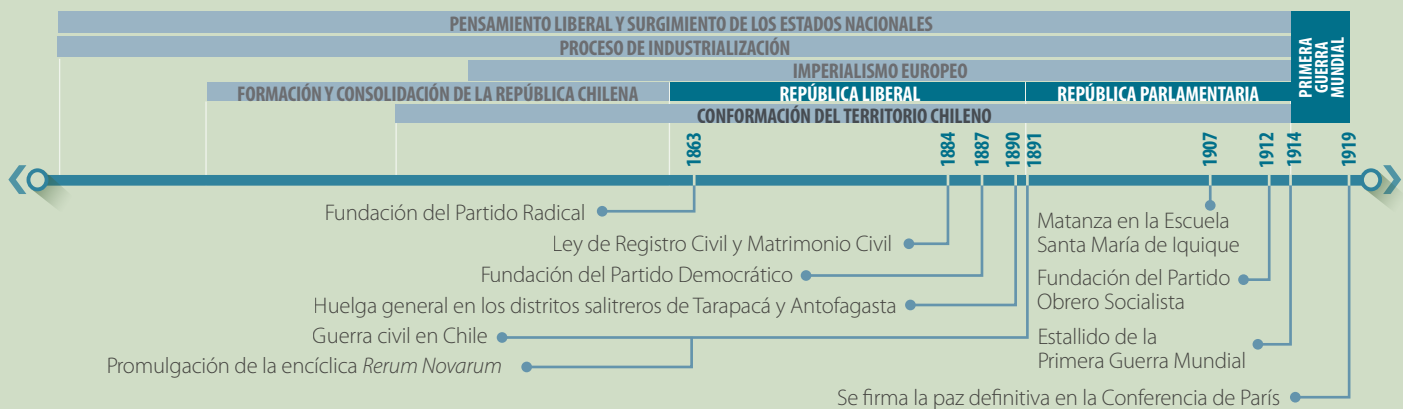 PENSAMIENTO LIBERAL Y SURGIMIENTO DE LOS ESTADOS NACIONALES
PROCESO DE INDUSTRIALIZACIÓN
IMPERIALISMO EUROPEO
FORMACIÓN Y CONSOLIDACIÓN DE LA REPÚBLICA CHILENA
REPÚBLICA LIBERAL
REPÚBLICA PARLAMENTARIA
CONFORMACIÓN DEL TERRITORIO CHILENO
PRIMERA
GUERRA
MUNDIAL
1863
1884
1887
1890
1891
1907
1912
1914
1919
Fundación del Partido Radical
Ley de Registro Civil y Matrimonio Civil
Fundación del Partido Democrático
Huelga general en los distritos salitreros de Tarapacá y Antofagasta
Guerra civil en Chile
Promulgación de la encíclica Rerum Novarum
Matanza en la Escuela
Santa María de Iquique
Fundación del Partido
Obrero Socialista
Estallido de la
Primera Guerra Mundial
Se firma la paz definitiva en la Conferencia de París